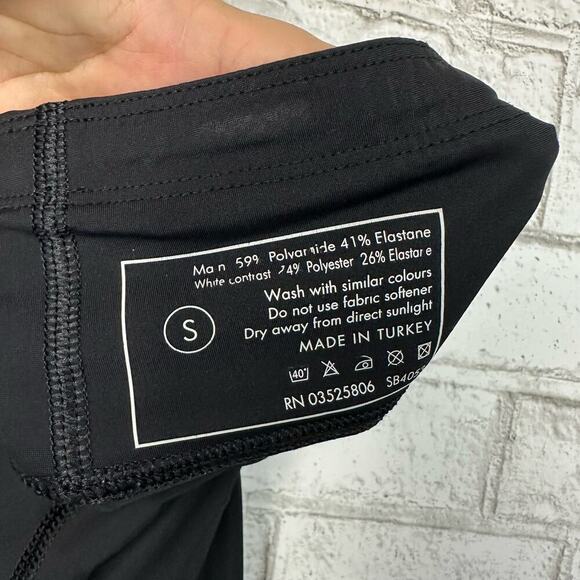 59% Polyamide 41% Elastane
White contrast 74% Polyester 26% Elastane
Wash with similar colours
Do not use fabric softener
Dry away from direct sunlight
S
MADE IN TURKEY
40°
RN 03525806